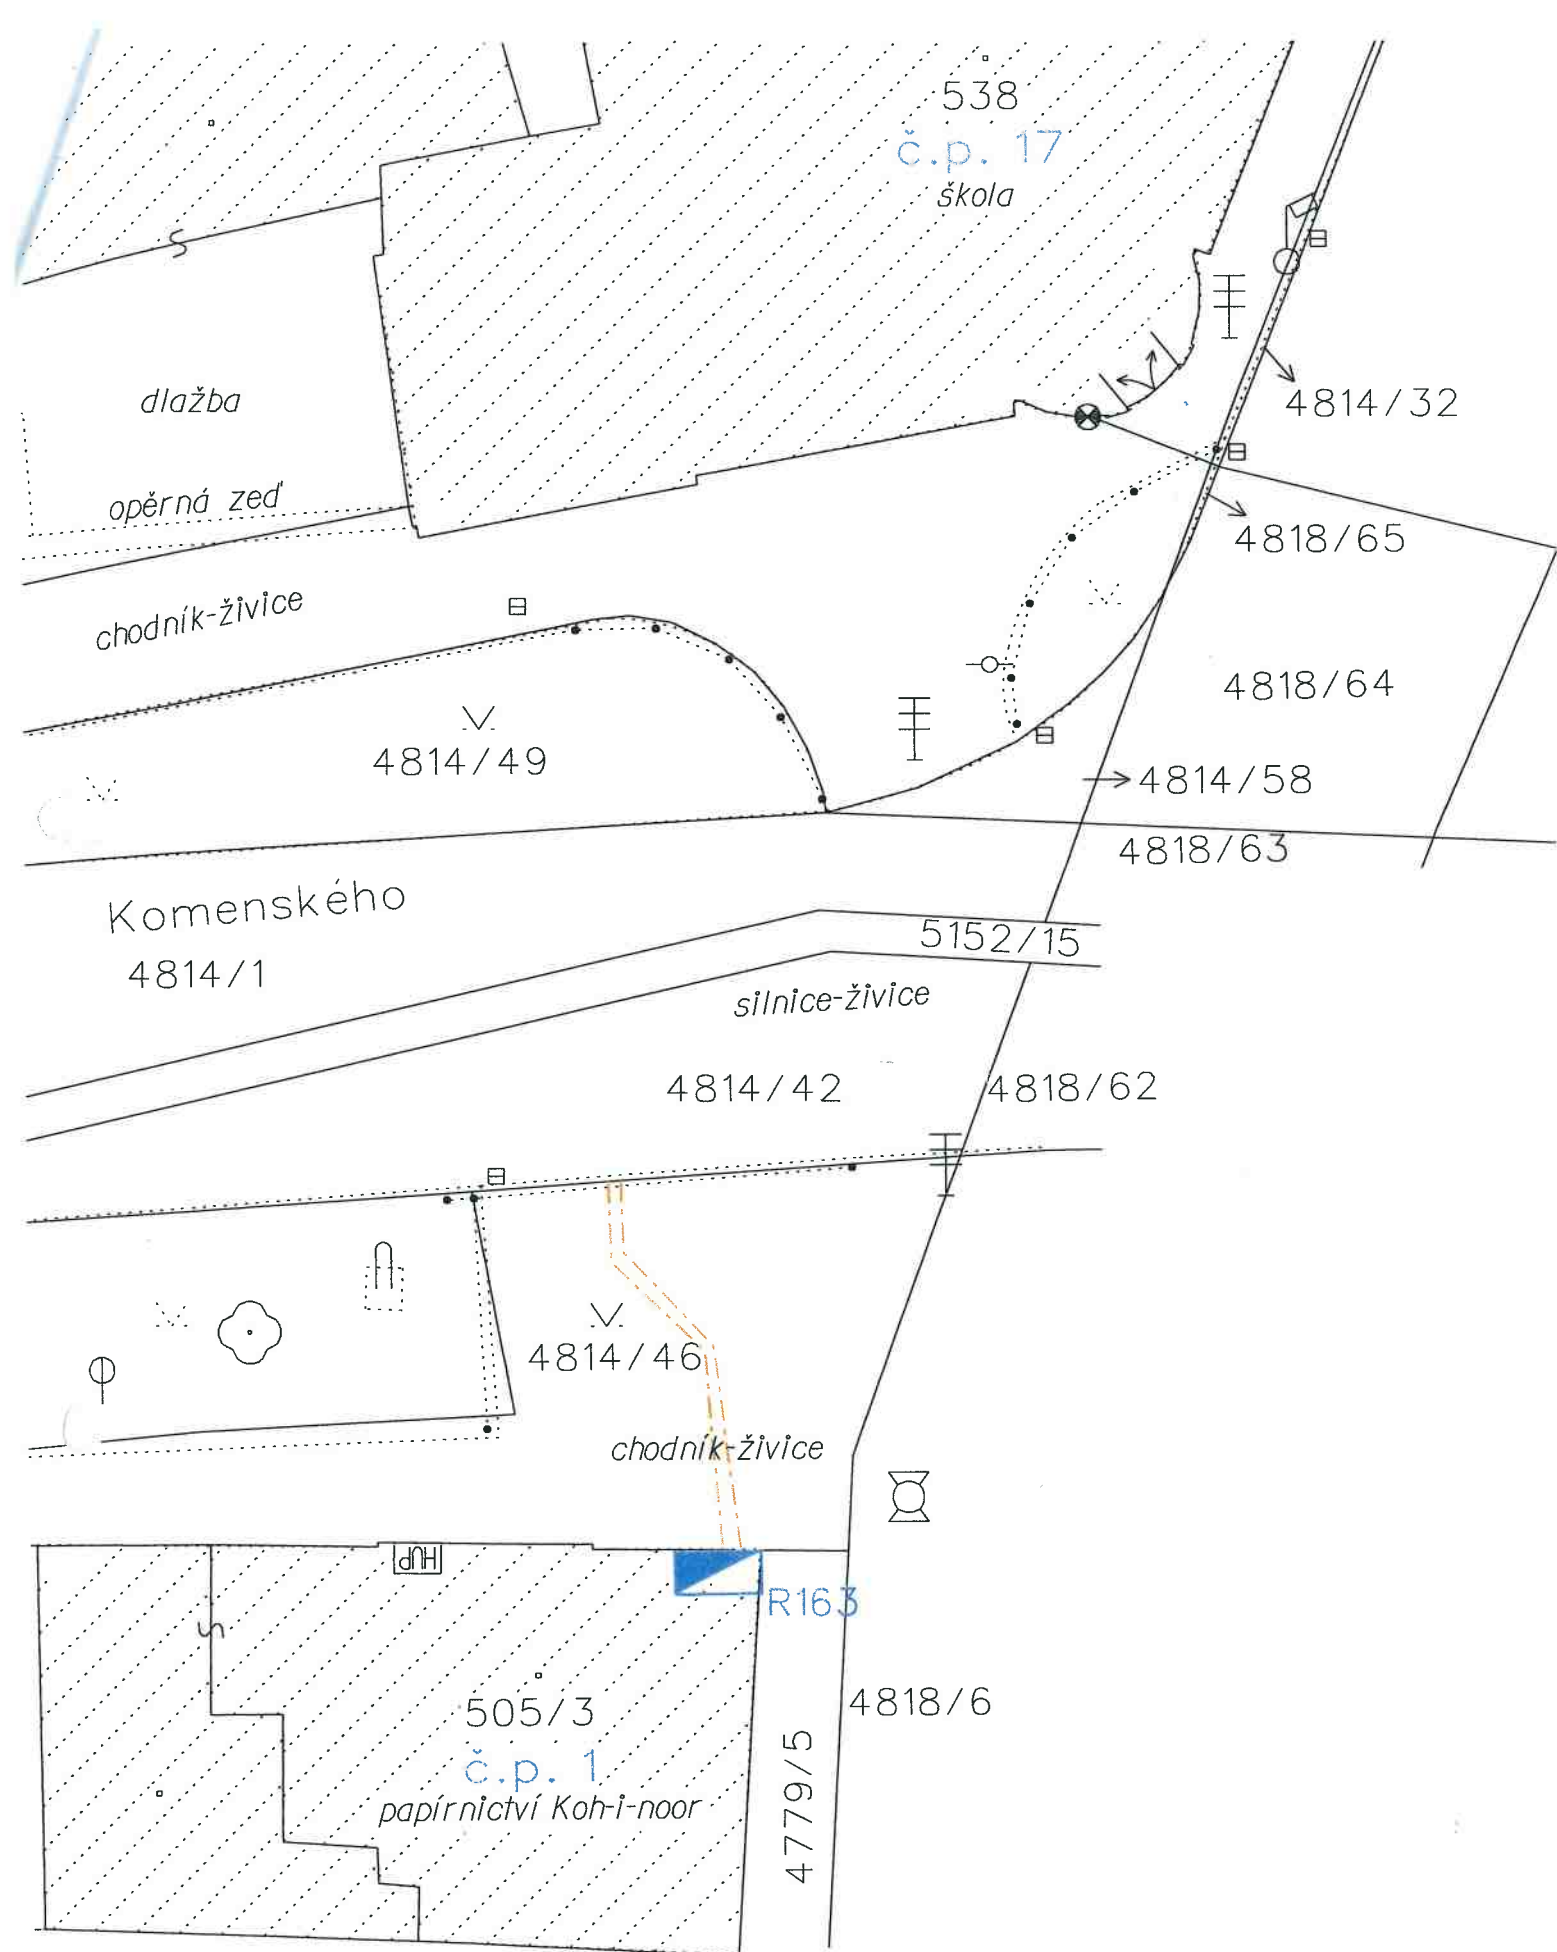 538
č.p. 17
škola
dlažba
4814/32
opěrná zeď
4818/65
chodník-živice
4818/64
4814/49
4814/58
4818/63
Komenského
5152/15
4814/1
silnice-živice
4814/42
4818/62
4814/46
chodník-živice
HUP
R163
4818/6
505/3
4779/5
č.p. 1
papírnictví Koh-i-noor